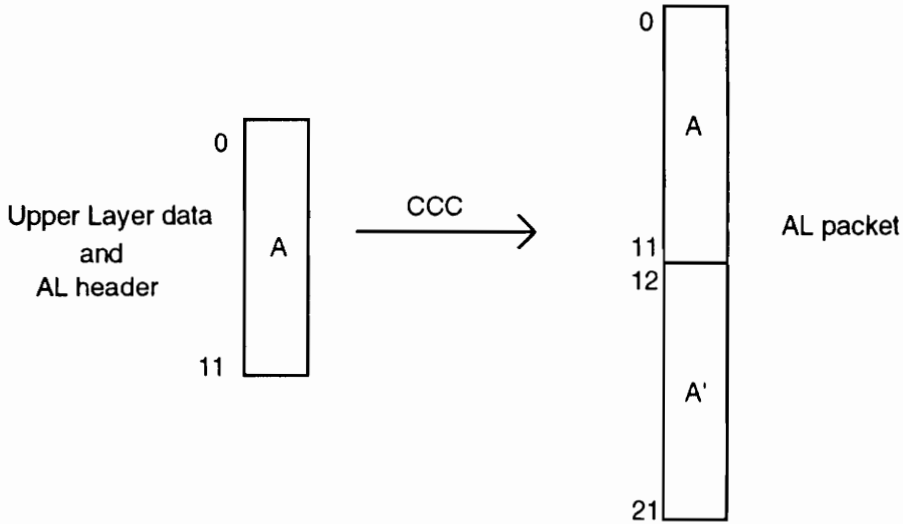 0
A
11
Upper Layer data
and
AL header
CCC
0
A
11
12
A'
21
AL packet